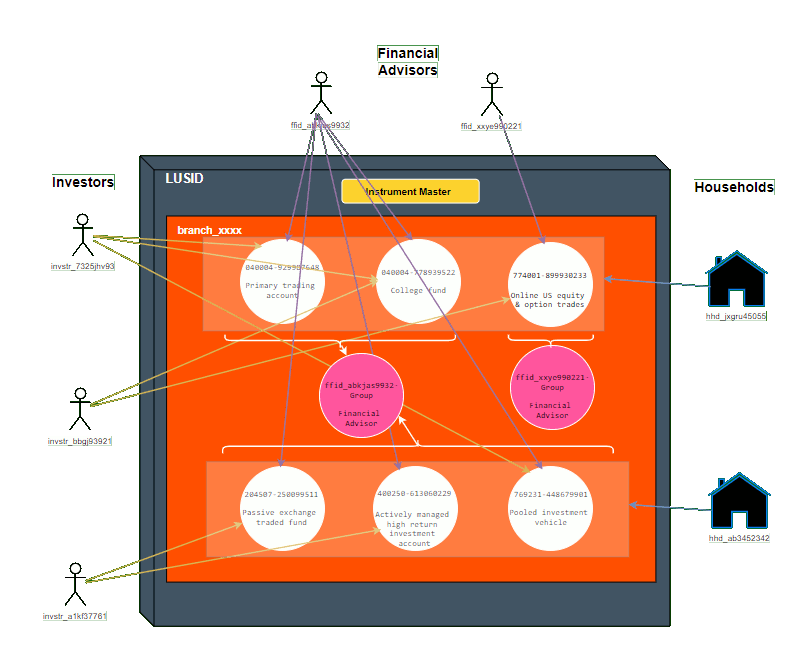 Financial
Advisors
ffid_abkjas9932
ffid_xxye990221
LUSID
Instrument Master
Investors
Households
branch_xxxx
invstr_7325jhv93
040004-929907648
Primary trading
account
040004-778939522
College fund
774001-899930233
Online US equity
& option trades
hhd_jxgru45055
ffid_abkjas9932-
Group
Financial
Advisor
ffid_xxye990221-
Group
Financial
Advisor
invstr_bbgj93921
204507-250099511
Passive exchange
traded fund
400250-613060229
Actively managed
high return
investment
account
769231-448679901
Pooled investment
vehicle
hhd_ab3452342
invstr_a1kf37761